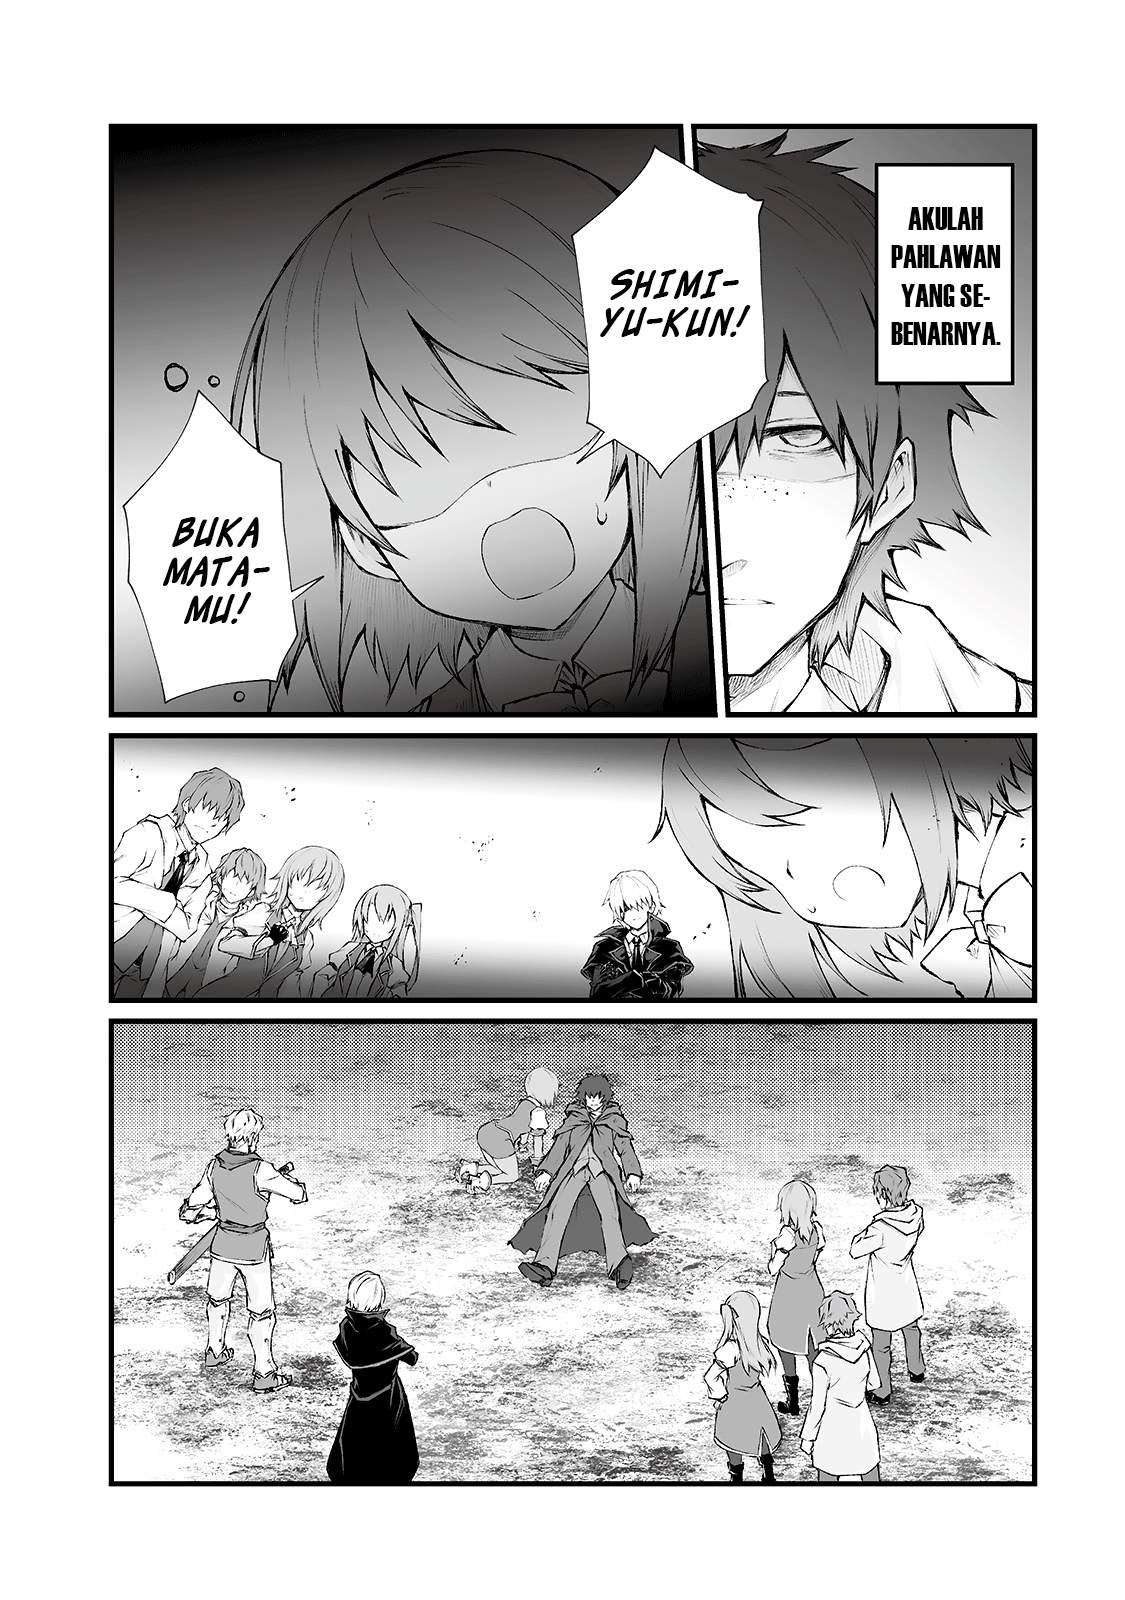 AKULAH
PAHLAWAN
YANG SE-
BENARNYA.
SHIMI-
YU-KUN!
BUKA
MATA-
MU!